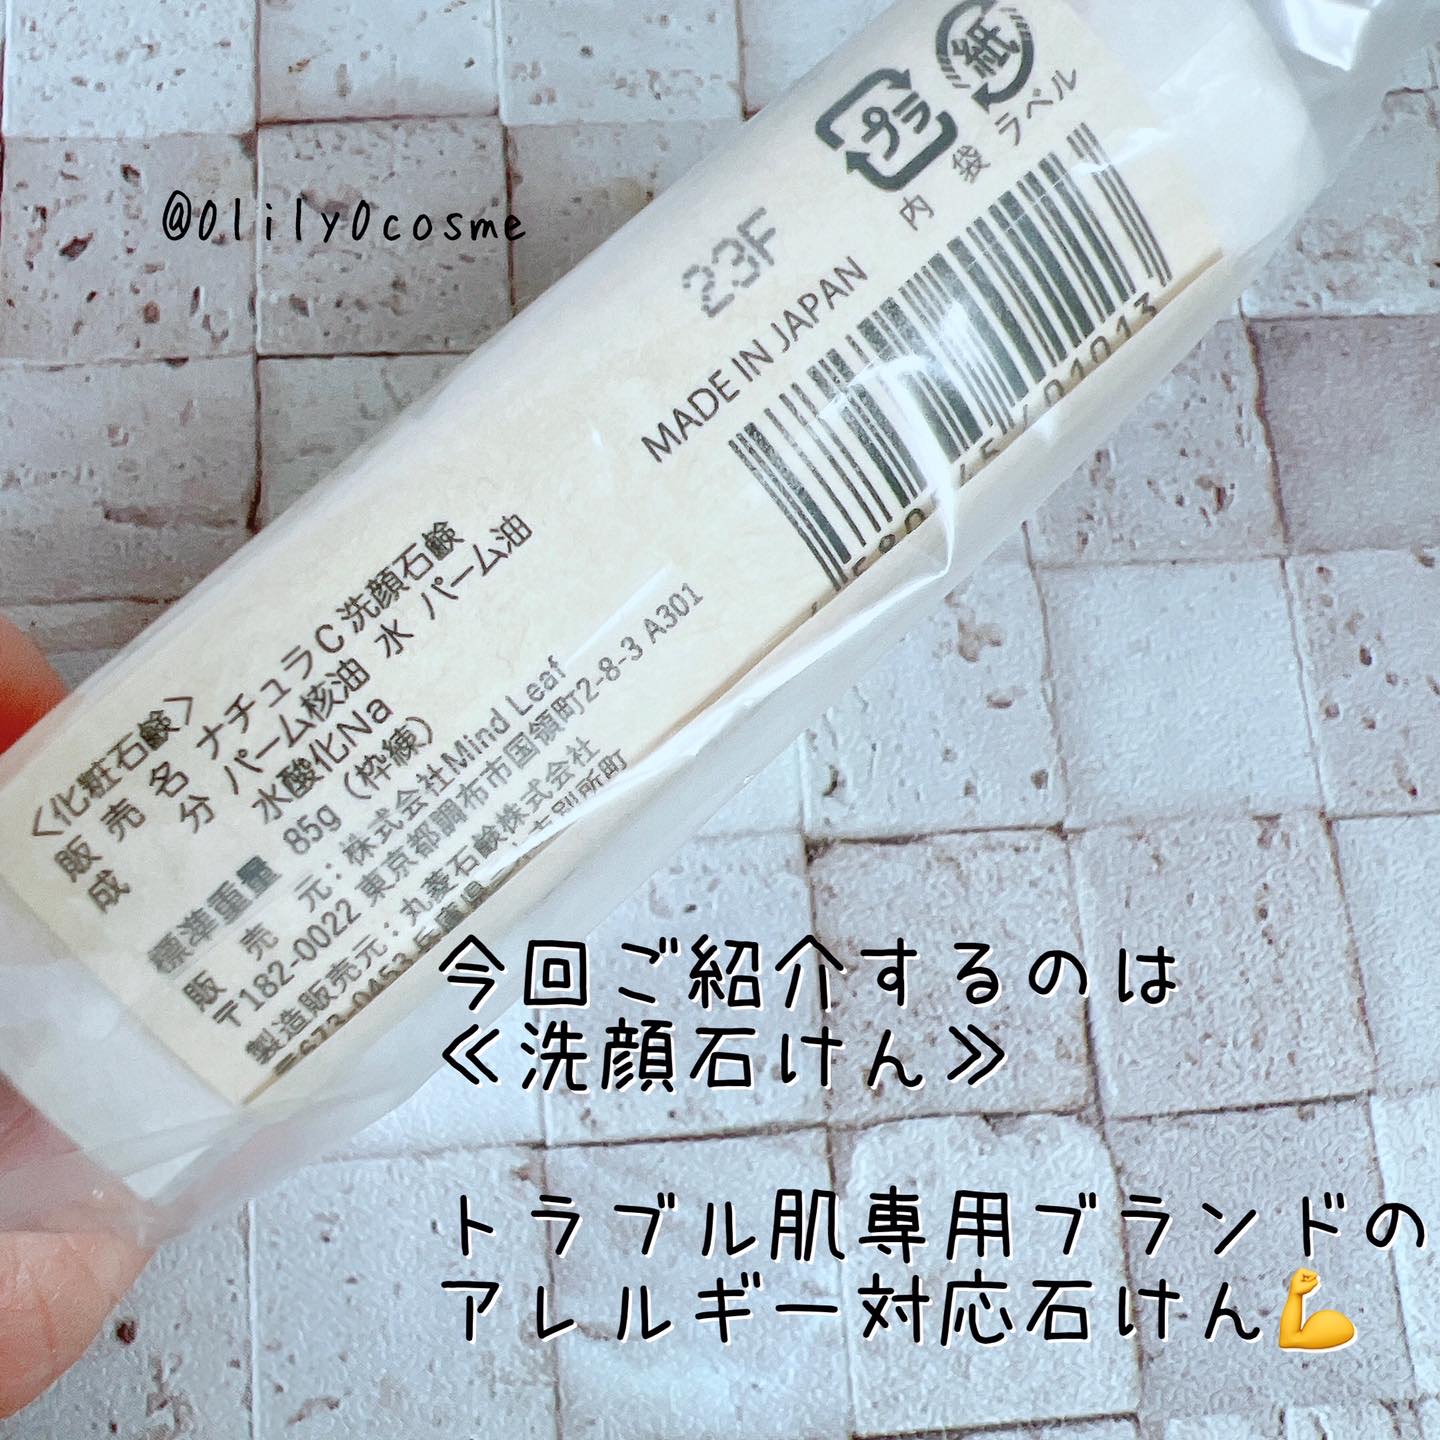 @0lily0cosme
紙
プラ
内 袋 ラベル
23F
MADE IN JAPAN
<化粧石鹸>
販 売 名 ナチュラC洗顔石鹸
成 分 パーム核油 水 パーム油
水酸化Na
標準重量 85g(枠練)
販 売 元:株式会社Mind Leaf
〒182-0022 東京都調布市国領町2-8-3 A301
製造販売元:丸菱石鹸株式会社
今回ご紹介するのは
≪洗顔石けん≫
トラブル肌専用ブランドの
アレルギー対応石けん💪